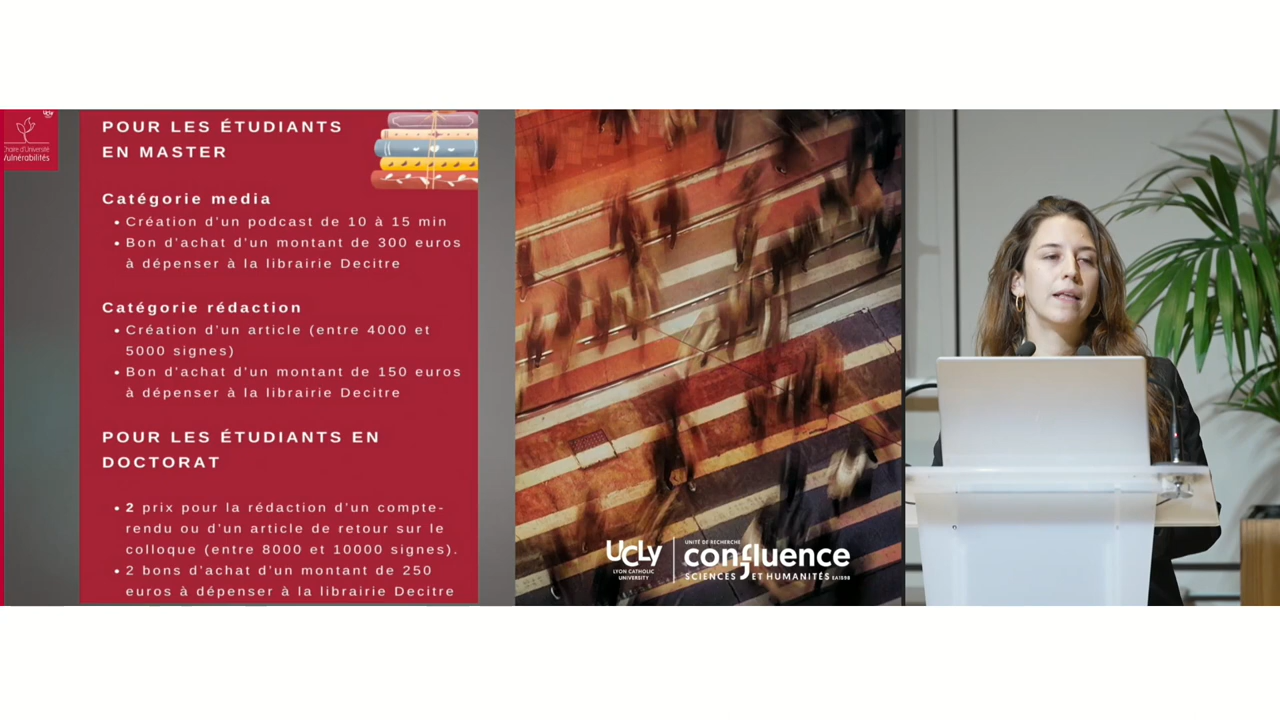 UCLY
Chaire d'Université
Vulnérabilités
POUR LES ÉTUDIANTS
EN MASTER
Catégorie media
• Création d'un podcast de 10 à 15 min
• Bon d'achat d'un montant de 300 euros
à dépenser à la librairie Decitre
Catégorie rédaction
• Création d'un article (entre 4000 et
5000 signes)
• Bon d'achat d'un montant de 150 euros
à dépenser à la librairie Decitre
POUR LES ÉTUDIANTS EN
DOCTORAT
• 2 prix pour la rédaction d'un compte-
rendu ou d'un article de retour sur le
colloque (entre 8000 et 10000 signes).
• 2 bons d'achat d'un montant de 250
euros à dépenser à la librairie Decitre
UCLY
LYON CATHOLIC
UNIVERSITY
UNITÉ DE RECHERCHE
confluence
SCIENCES ET HUMANITÉS EA1598